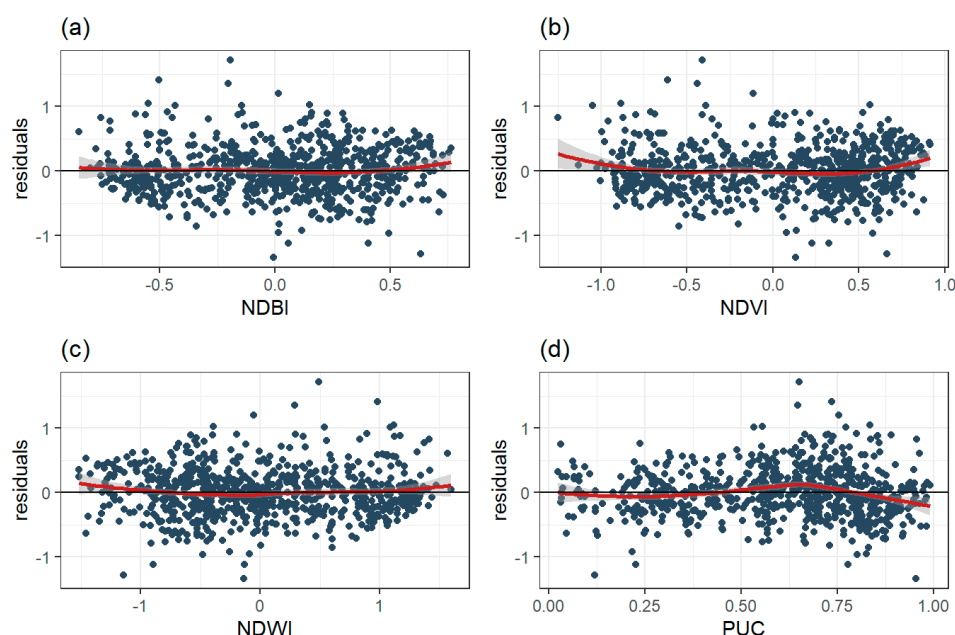 (a)
residuals
1
0
-1
-0.5 0.0 0.5
NDBI
(b)
residuals
1
0
-1
-1.0 -0.5 0.0 0.5 1.0
NDVI
(c)
residuals
1
0
-1
-1 0 1
NDWI
(d)
residuals
1
0
-1
0.00 0.25 0.50 0.75 1.00
PUC